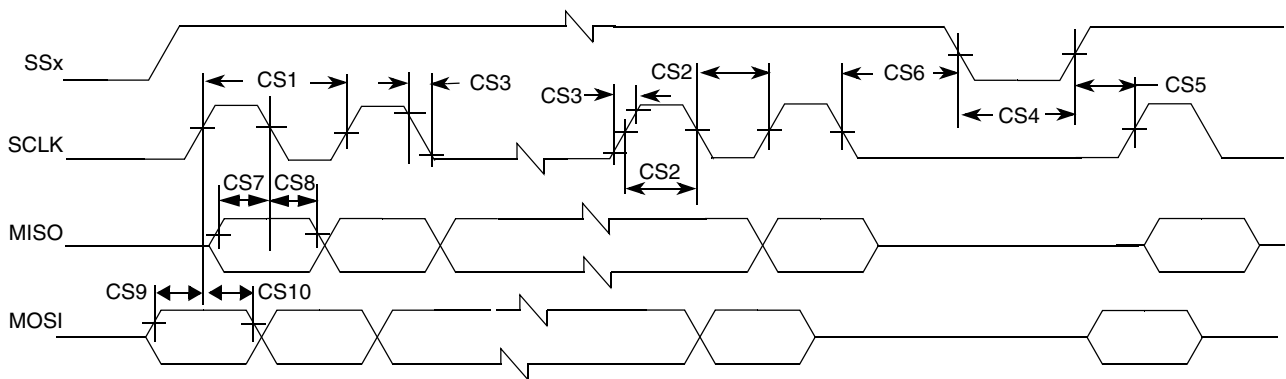 SSx
CS1
CS3
CS3
CS2
CS6
CS4
CS5
SCLK
CS2
CS7
CS8
MISO
CS9
CS10
MOSI